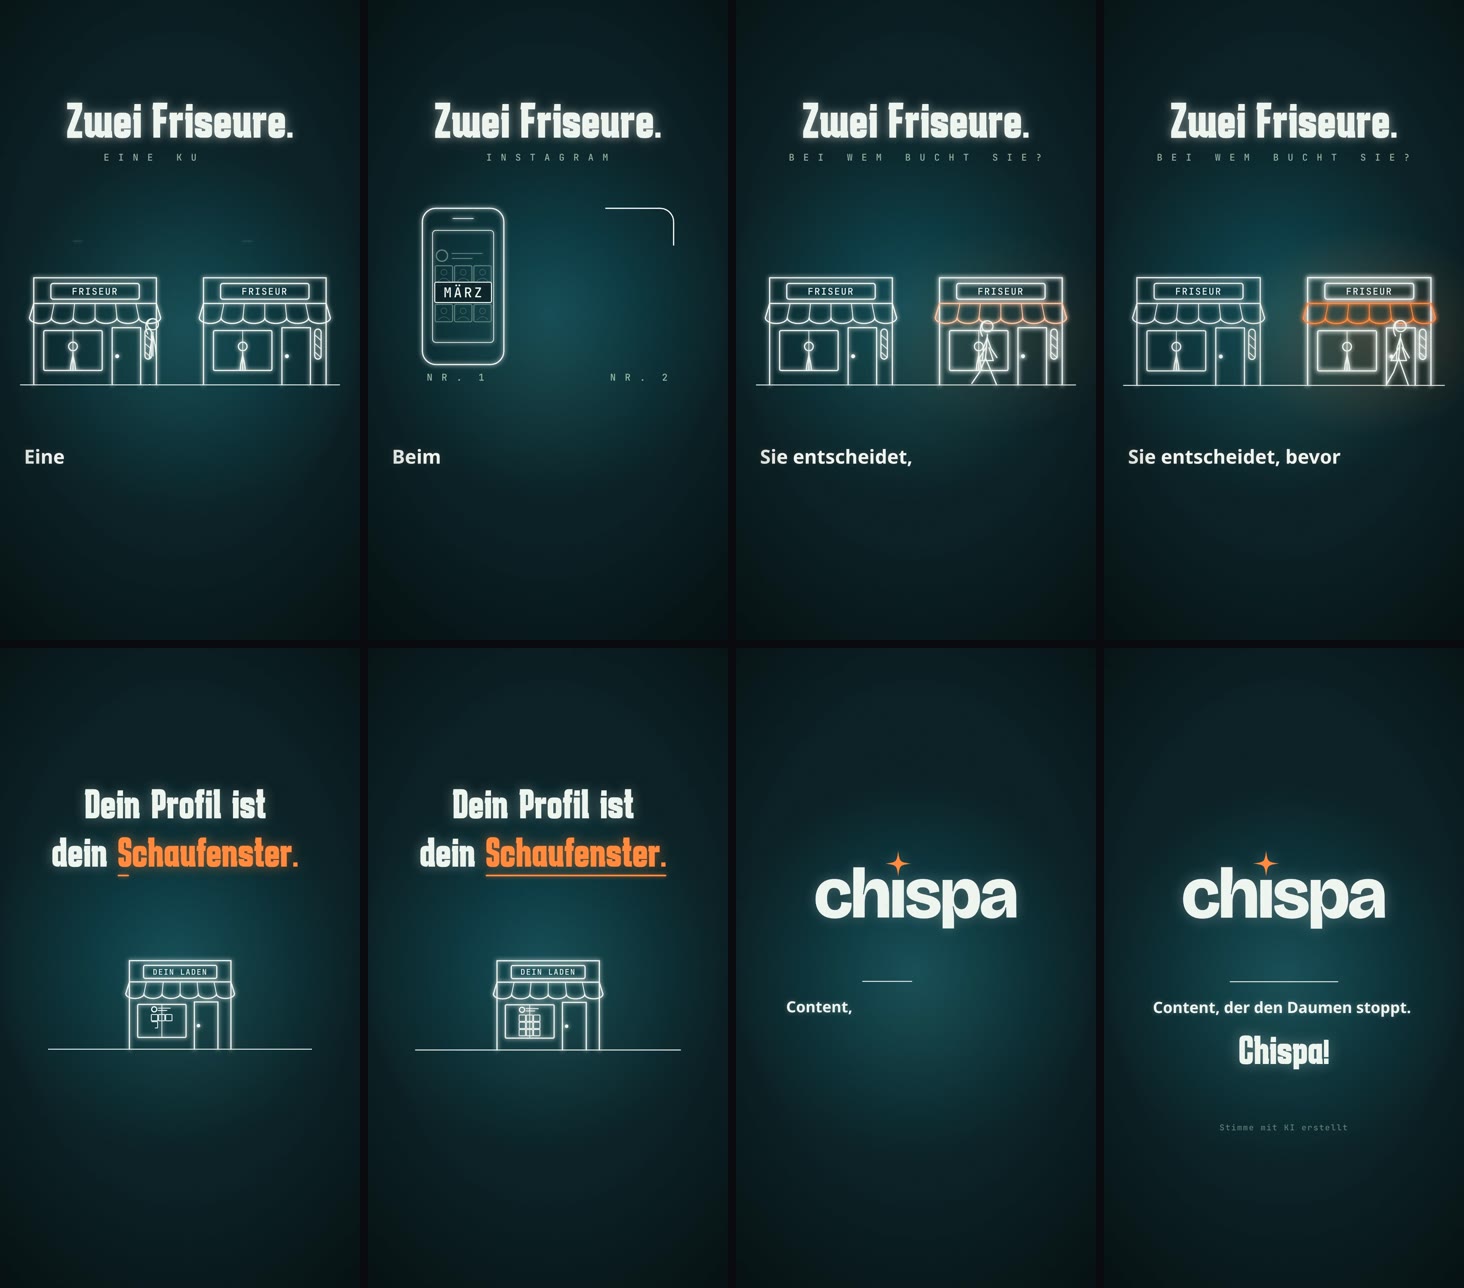 Zwei Friseure.
EINE KU
FRISEUR
FRISEUR
Eine
Zwei Friseure.
INSTAGRAM
MÄRZ
NR. 1
NR. 2
Beim
Zwei Friseure.
BEI WEM BUCHT SIE?
FRISEUR
FRISEUR
Sie entscheidet,
Zwei Friseure.
BEI WEM BUCHT SIE?
FRISEUR
FRISEUR
Sie entscheidet, bevor
Dein Profil ist
dein Schaufenster.
DEIN LADEN
Dein Profil ist
dein Schaufenster.
DEIN LADEN
chispa
Content,
chispa
Content, der den Daumen stoppt.
Chispa!
Stimme mit KI erstellt